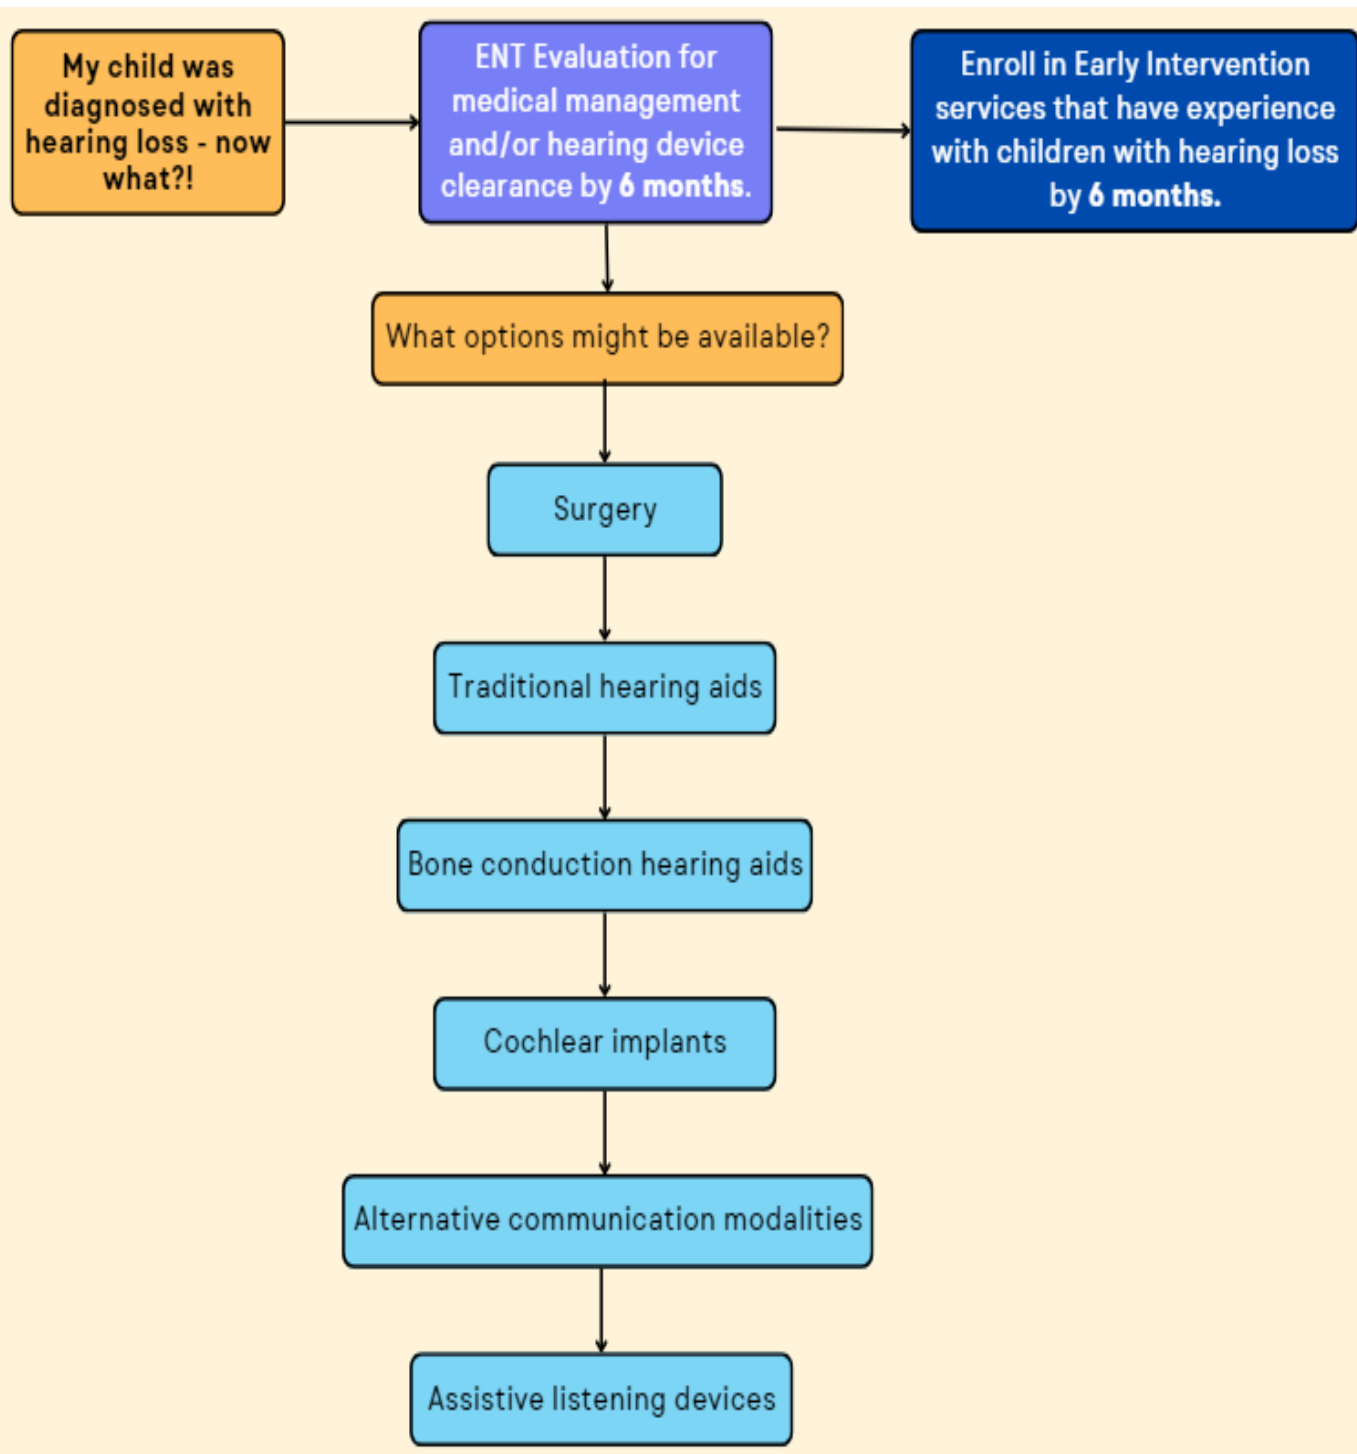 My child was
diagnosed with
hearing loss - now
what?!
ENT Evaluation for
medical management
and/or hearing device
clearance by 6 months.
Enroll in Early Intervention
services that have experience
with children with hearing loss
by 6 months.
What options might be available?
Surgery
Traditional hearing aids
Bone conduction hearing aids
Cochlear implants
Alternative communication modalities
Assistive listening devices